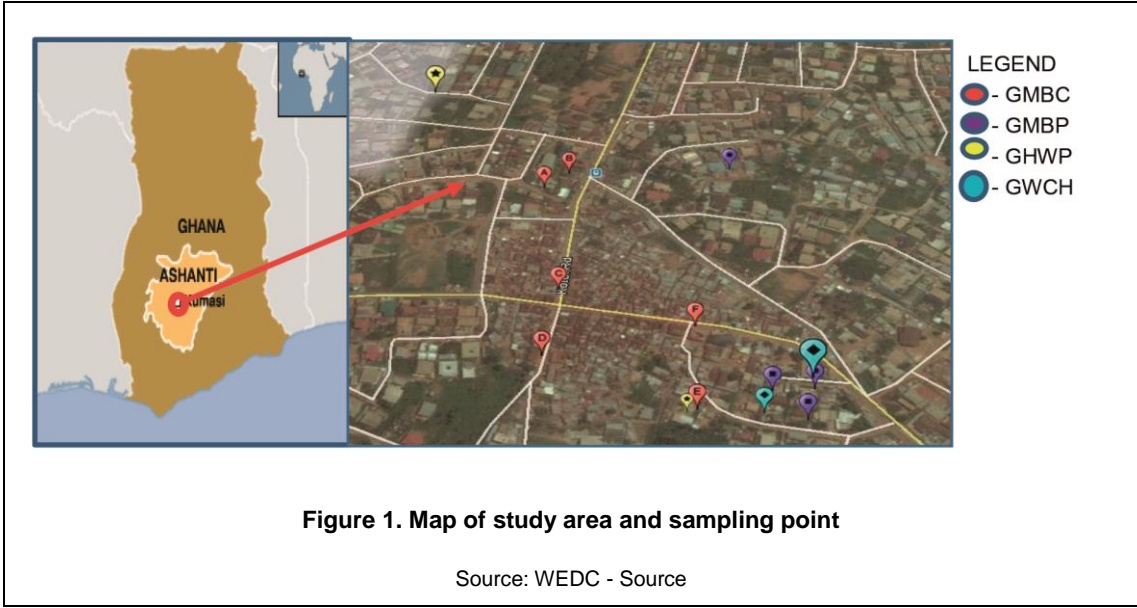 GHANA
ASHANTI
Kumasi
A
B
C
D
E
F
LEGEND
- GMBC
- GMBP
- GHWP
- GWCH
Figure 1. Map of study area and sampling point
Source: WEDC - Source